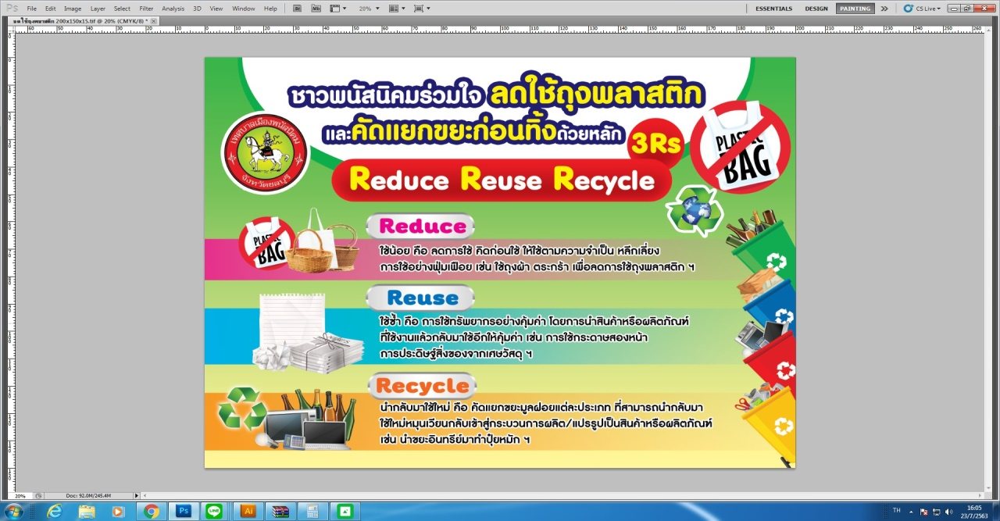 Ps File Edit Image Layer Select Filter Analysis 3D View Window Help Br Mb 20% ESSENTIALS DESIGN PAINTING CS Live
200x150x15.tif @ 20% (CMYK/8) *
ชาวพนัสนิคมร่วมใจ ลดใช้ถุงพลาสติก
และคัดแยกขยะก่อนทิ้งด้วยหลัก 3Rs
เทศบาลเมืองพนัสนิคม
จังหวัดชลบุรี
PLASTIC
BAG
Reduce Reuse Recycle
PLASTIC
BAG
Reduce
ใช้น้อย คือ ลดการใช้ คิดก่อนใช้ ให้ใช้ตามความจำเป็น หลีกเลี่ยง
การใช้อย่างฟุ่มเฟือย เช่น ใช้ถุงผ้า ตระกร้า เพื่อลดการใช้ถุงพลาสติก ฯ
Reuse
ใช้ซ้ำ คือ การใช้ทรัพยากรอย่างคุ้มค่า โดยการนำสินค้าหรือผลิตภัณฑ์
ที่ใช้งานแล้วกลับมาใช้อีกให้คุ้มค่า เช่น การใช้กระดาษสองหน้า
การประดิษฐ์สิ่งของจากเศษวัสดุ ฯ
Recycle
นำกลับมาใช้ใหม่ คือ คัดแยกขยะมูลฝอยแต่ละประเภท ที่สามารถนำกลับมา
ใช้ใหม่หมุนเวียนกลับเข้าสู่กระบวนการผลิต/แปรรูปเป็นสินค้าหรือผลิตภัณฑ์
เช่น นำขยะอินทรีย์มาทำปุ๋ยหมัก ฯ
20% Doc: 92.0M/245.4M
Ps LINE Ai TH 16:05
23/7/2563